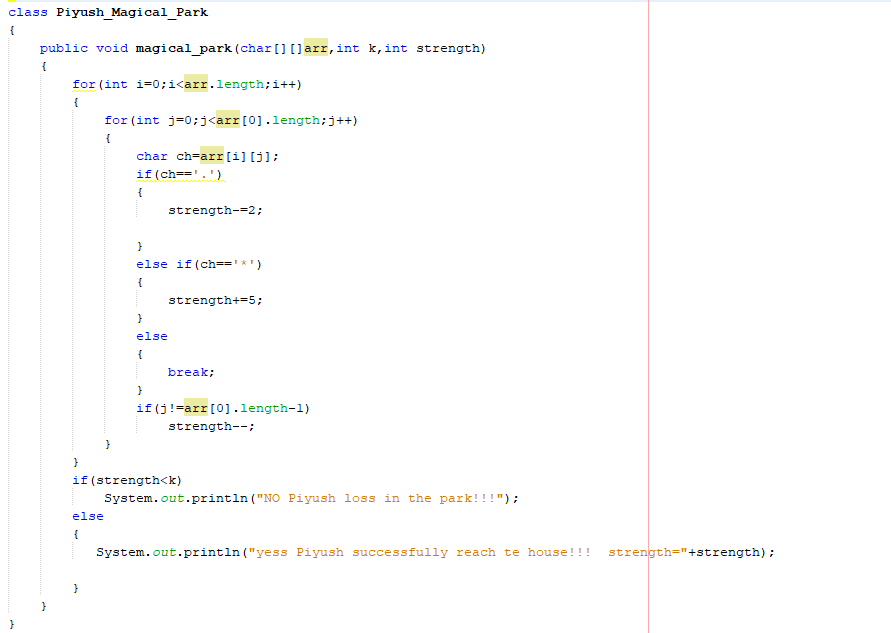 class Piyush_Magical_Park
{
    public void magical_park(char[][]arr,int k,int strength)
    {
        for(int i=0;i<arr.length;i++)
        {
            for(int j=0;j<arr[0].length;j++)
            {
                char ch=arr[i][j];
                if(ch=='.')
                {
                    strength-=2;
                }
                else if(ch=='*')
                {
                    strength+=5;
                }
                else
                {
                    break;
                }
                if(j!=arr[0].length-1)
                    strength--;
            }
        }
        if(strength<k)
            System.out.println("NO Piyush loss in the park!!!");
        else
        {
           System.out.println("yess Piyush successfully reach te house!!!  strength="+strength);
        }
    }
}